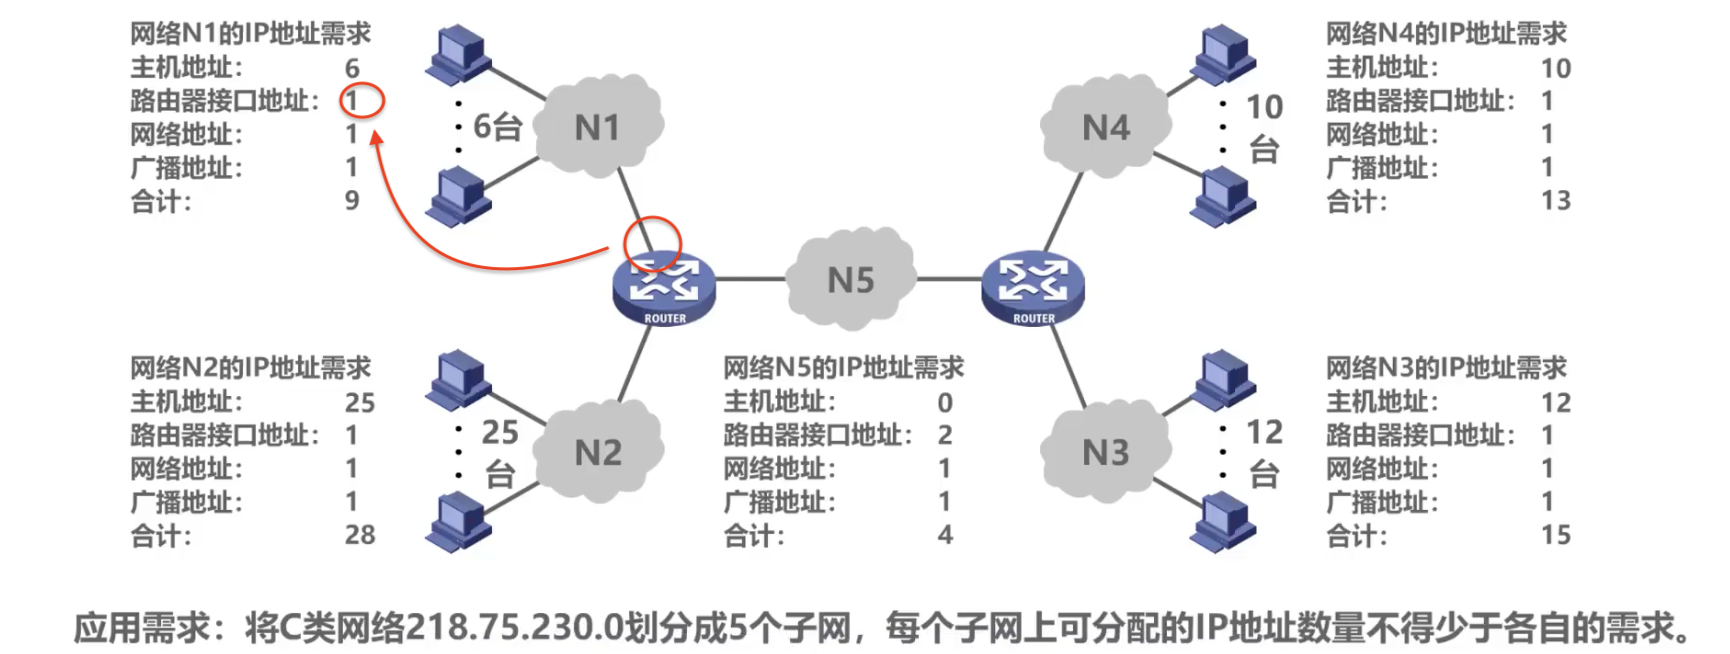 网络N1的IP地址需求
主机地址： 6
路由器接口地址： 1
网络地址： 1
广播地址： 1
合计： 9
6台
N1
网络N4的IP地址需求
主机地址： 10
路由器接口地址： 1
网络地址： 1
广播地址： 1
合计： 13
10
台
N4
ROUTER
N5
ROUTER
网络N2的IP地址需求
主机地址： 25
路由器接口地址： 1
网络地址： 1
广播地址： 1
合计： 28
25
台
N2
网络N5的IP地址需求
主机地址： 0
路由器接口地址： 2
网络地址： 1
广播地址： 1
合计： 4
N3
12
台
网络N3的IP地址需求
主机地址： 12
路由器接口地址： 1
网络地址： 1
广播地址： 1
合计： 15
应用需求：将C类网络218.75.230.0划分成5个子网，每个子网上可分配的IP地址数量不得少于各自的需求。